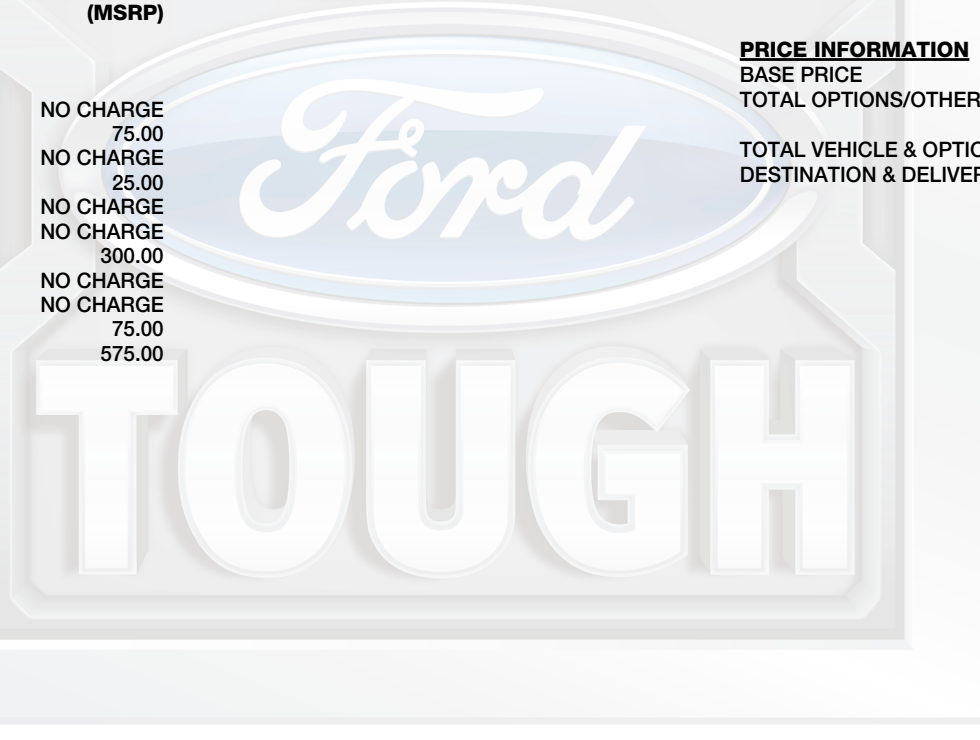 (MSRP)
NO CHARGE
75.00
NO CHARGE
25.00
NO CHARGE
NO CHARGE
300.00
NO CHARGE
NO CHARGE
75.00
575.00
PRICE INFORMATION
BASE PRICE
TOTAL OPTIONS/OTHER
TOTAL VEHICLE & OPTIO
DESTINATION & DELIVER
Ford
TOUGH